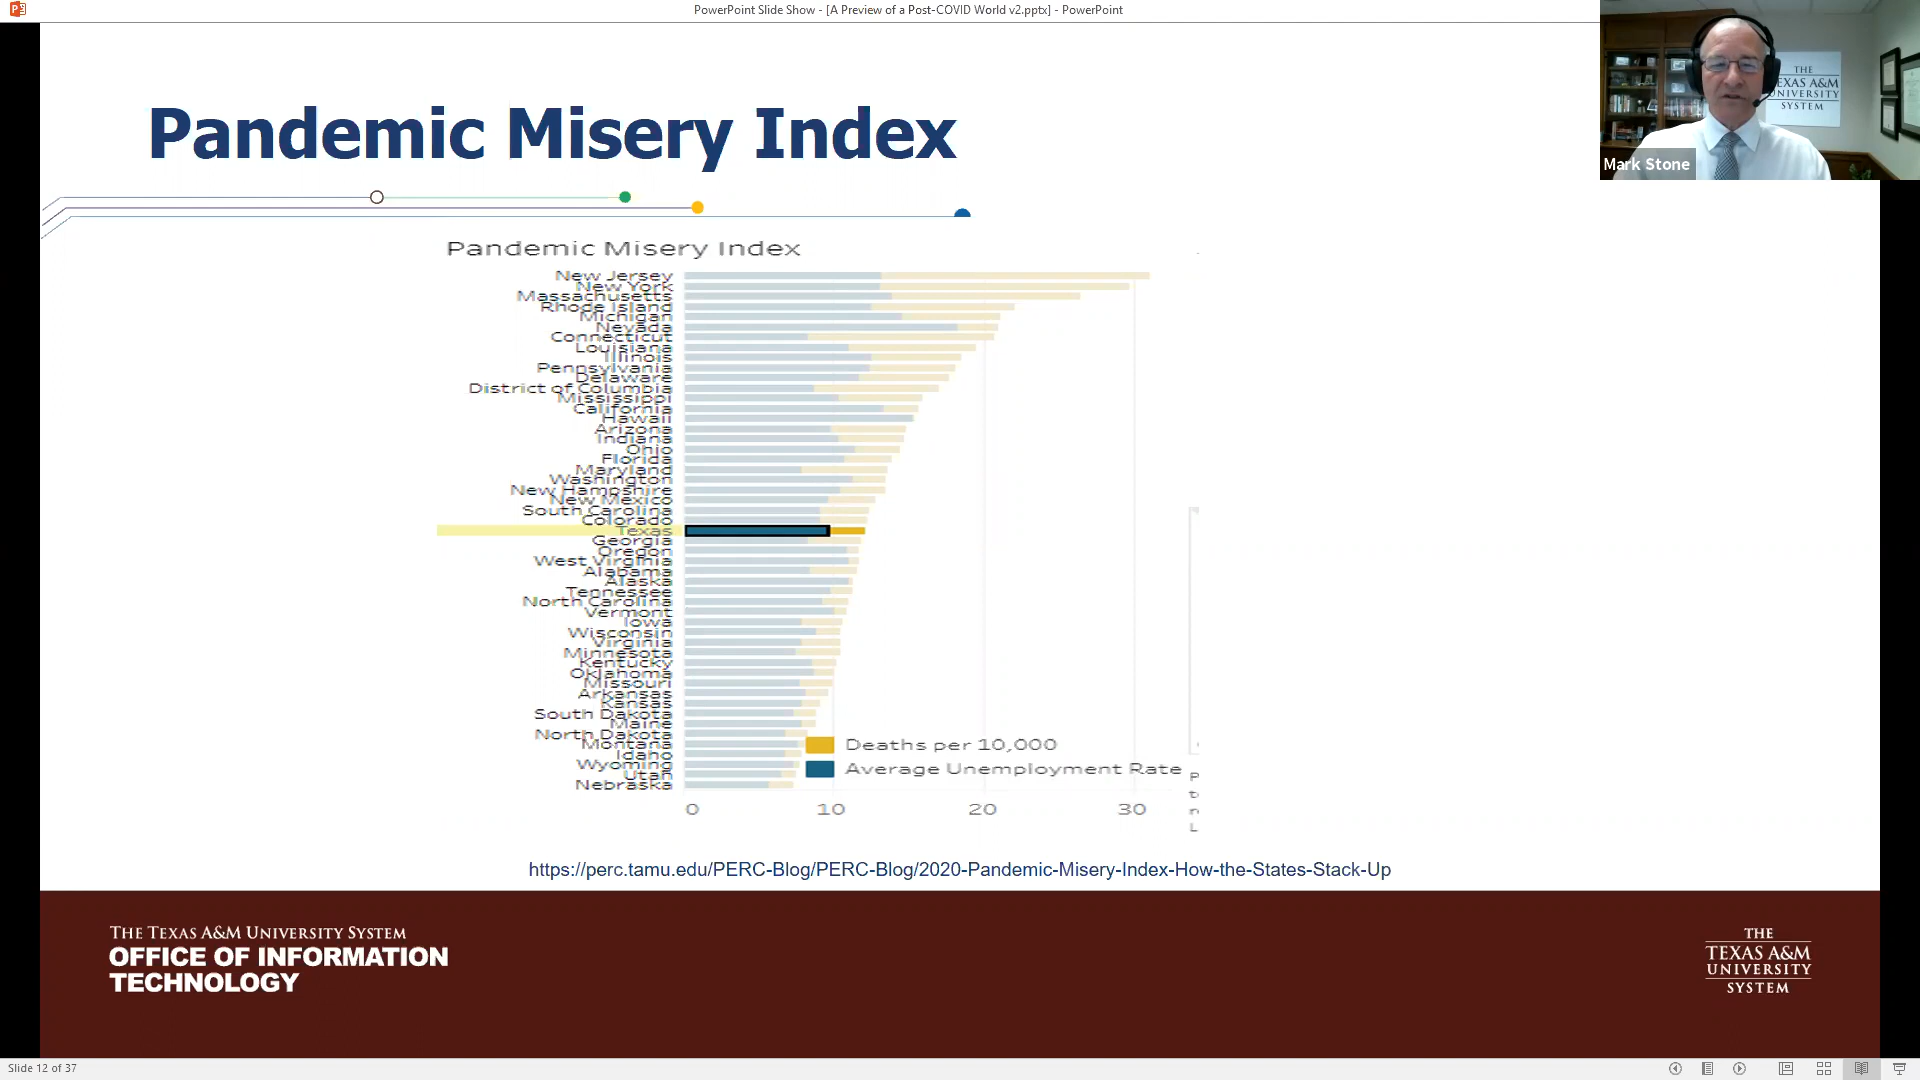 PowerPoint Slide Show - [A Preview of a Post-COVID World v2.pptx] - PowerPoint
THE
TEXAS A&M
UNIVERSITY
SYSTEM
Mark Stone
Pandemic Misery Index
Pandemic Misery Index
New Jersey
New York
Massachusetts
Rhode Island
Michigan
Nevada
Connecticut
Louisiana
Illinois
Pennsylvania
Delaware
District of Columbia
Mississippi
California
Hawaii
Arizona
Indiana
Ohio
Florida
Maryland
Washington
New Hampshire
New Mexico
South Carolina
Colorado
Texas
Georgia
Oregon
West Virginia
Alabama
Alaska
Tennessee
North Carolina
Vermont
Iowa
Wisconsin
Virginia
Minnesota
Kentucky
Oklahoma
Missouri
Arkansas
Kansas
South Dakota
Maine
North Dakota
Montana
Idaho
Wyoming
Utah
Nebraska
Deaths per 10,000
Average Unemployment Rate
0 10 20 30
https://perc.tamu.edu/PERC-Blog/PERC-Blog/2020-Pandemic-Misery-Index-How-the-States-Stack-Up
THE TEXAS A&M UNIVERSITY SYSTEM
OFFICE OF INFORMATION
TECHNOLOGY
THE
TEXAS A&M
UNIVERSITY
SYSTEM
Slide 12 of 37